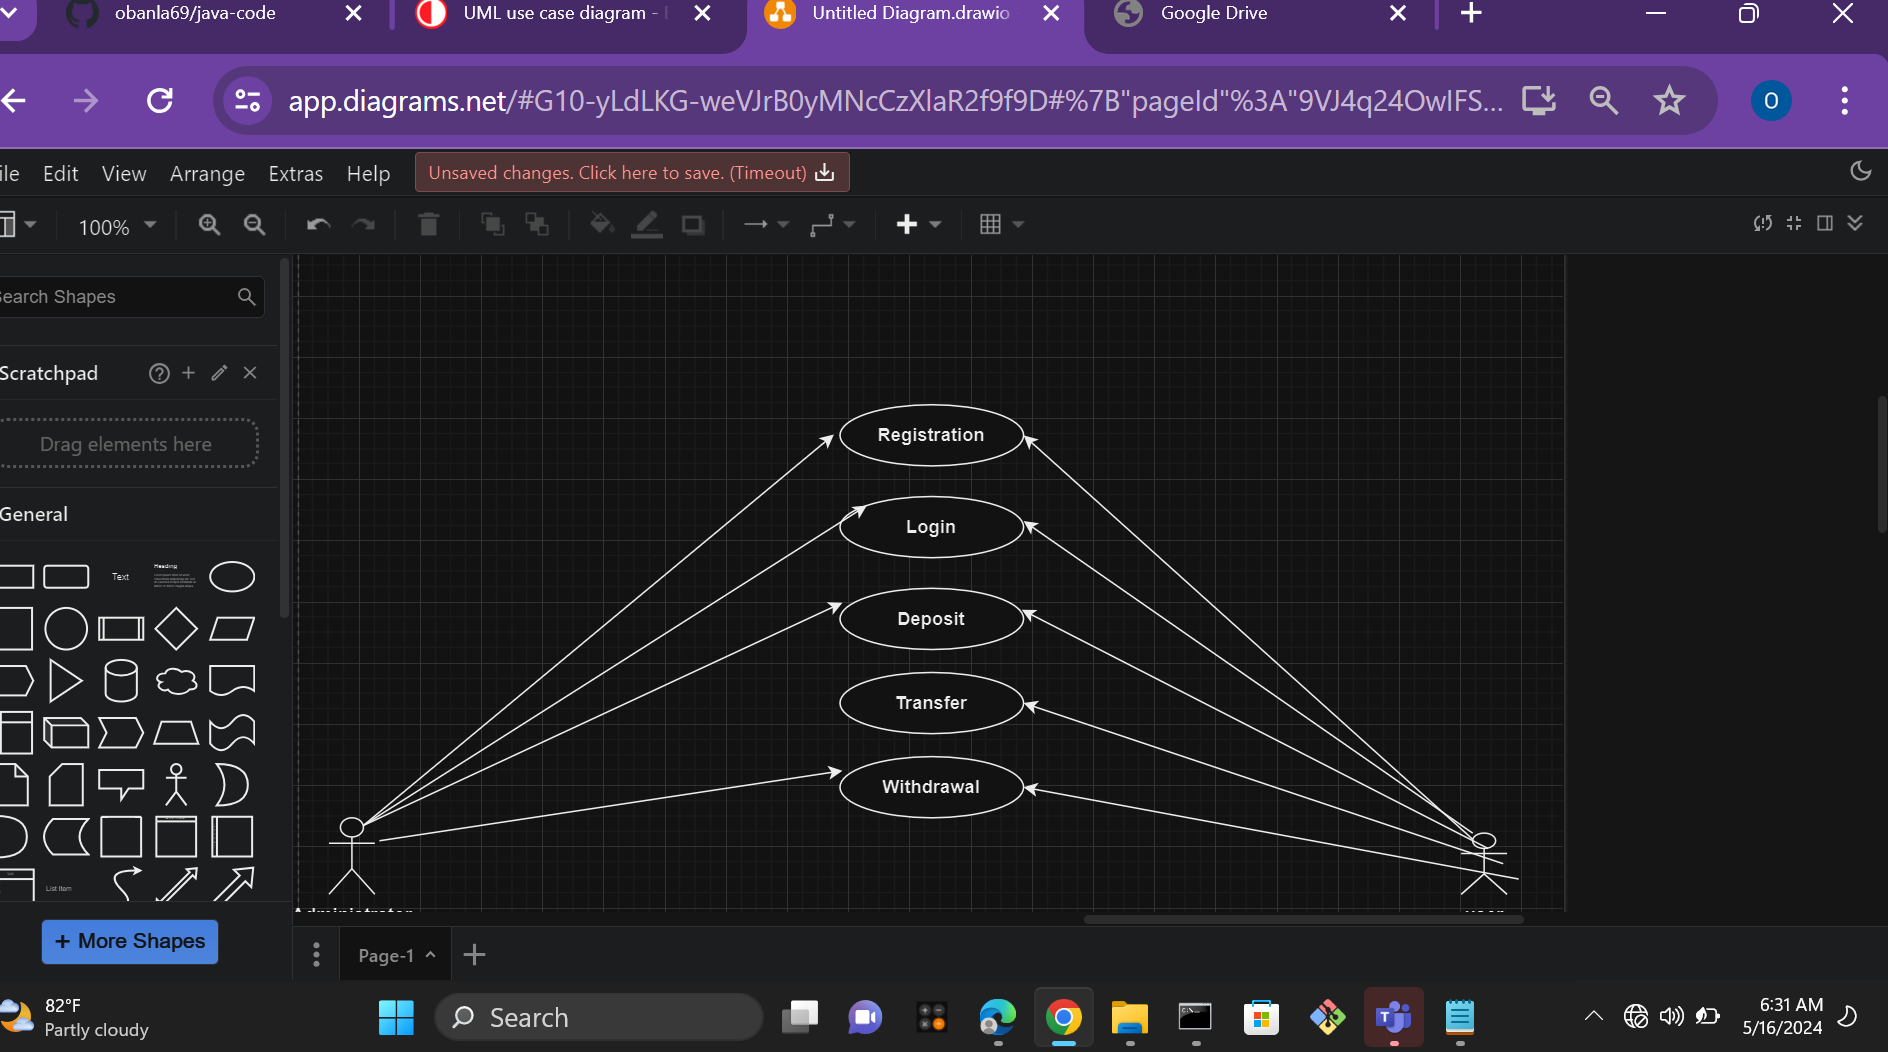 obanla69/java-code
UML use case diagram -
Untitled Diagram.drawio
Google Drive
app.diagrams.net/#G10-yLdLKG-weVJrB0yMNcCzXlaR2f9f9D#%7B"pageId"%3A"9VJ4q24OwIFS...
O
ile Edit View Arrange Extras Help
Unsaved changes. Click here to save. (Timeout)
100%
Search Shapes
Scratchpad
Drag elements here
General
Text
Heading
List Item
+ More Shapes
Registration
Login
Deposit
Transfer
Withdrawal
Administrator
user
Page-1
82°F
Partly cloudy
Search
6:31 AM
5/16/2024